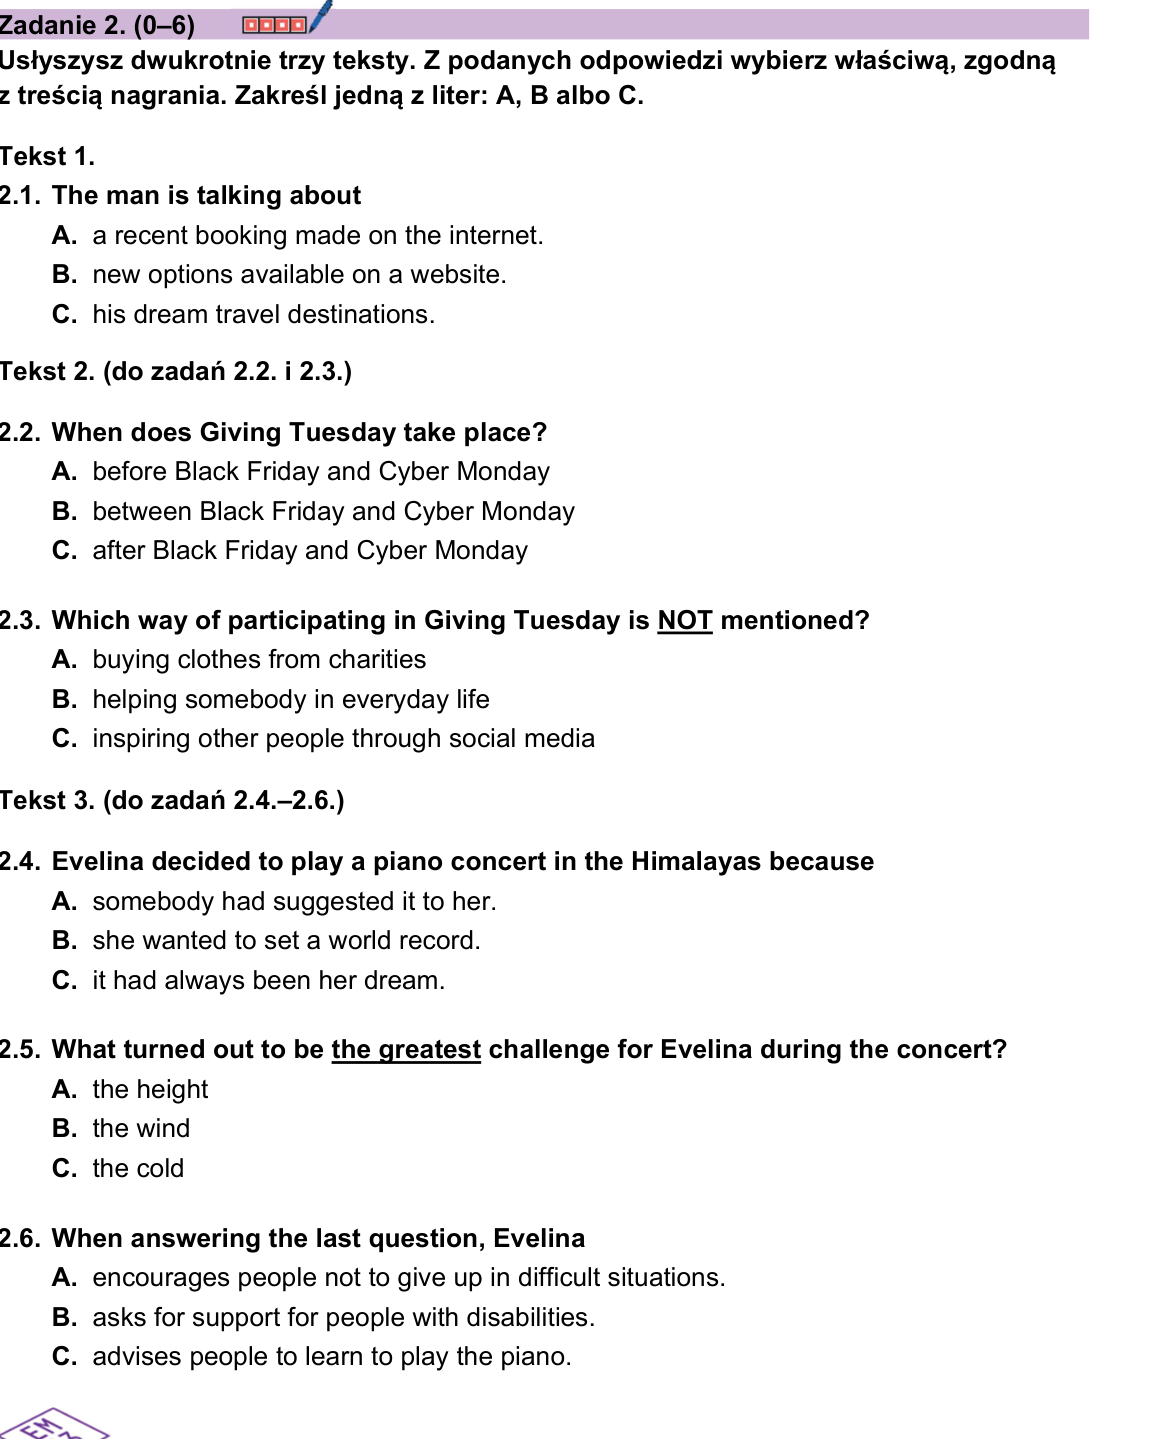 Zadanie 2. (0–6)
Usłyszysz dwukrotnie trzy teksty. Z podanych odpowiedzi wybierz właściwą, zgodną
z treścią nagrania. Zakreśl jedną z liter: A, B albo C.
Tekst 1.
2.1. The man is talking about
A. a recent booking made on the internet.
B. new options available on a website.
C. his dream travel destinations.
Tekst 2. (do zadań 2.2. i 2.3.)
2.2. When does Giving Tuesday take place?
A. before Black Friday and Cyber Monday
B. between Black Friday and Cyber Monday
C. after Black Friday and Cyber Monday
2.3. Which way of participating in Giving Tuesday is NOT mentioned?
A. buying clothes from charities
B. helping somebody in everyday life
C. inspiring other people through social media
Tekst 3. (do zadań 2.4.–2.6.)
2.4. Evelina decided to play a piano concert in the Himalayas because
A. somebody had suggested it to her.
B. she wanted to set a world record.
C. it had always been her dream.
2.5. What turned out to be the greatest challenge for Evelina during the concert?
A. the height
B. the wind
C. the cold
2.6. When answering the last question, Evelina
A. encourages people not to give up in difficult situations.
B. asks for support for people with disabilities.
C. advises people to learn to play the piano.